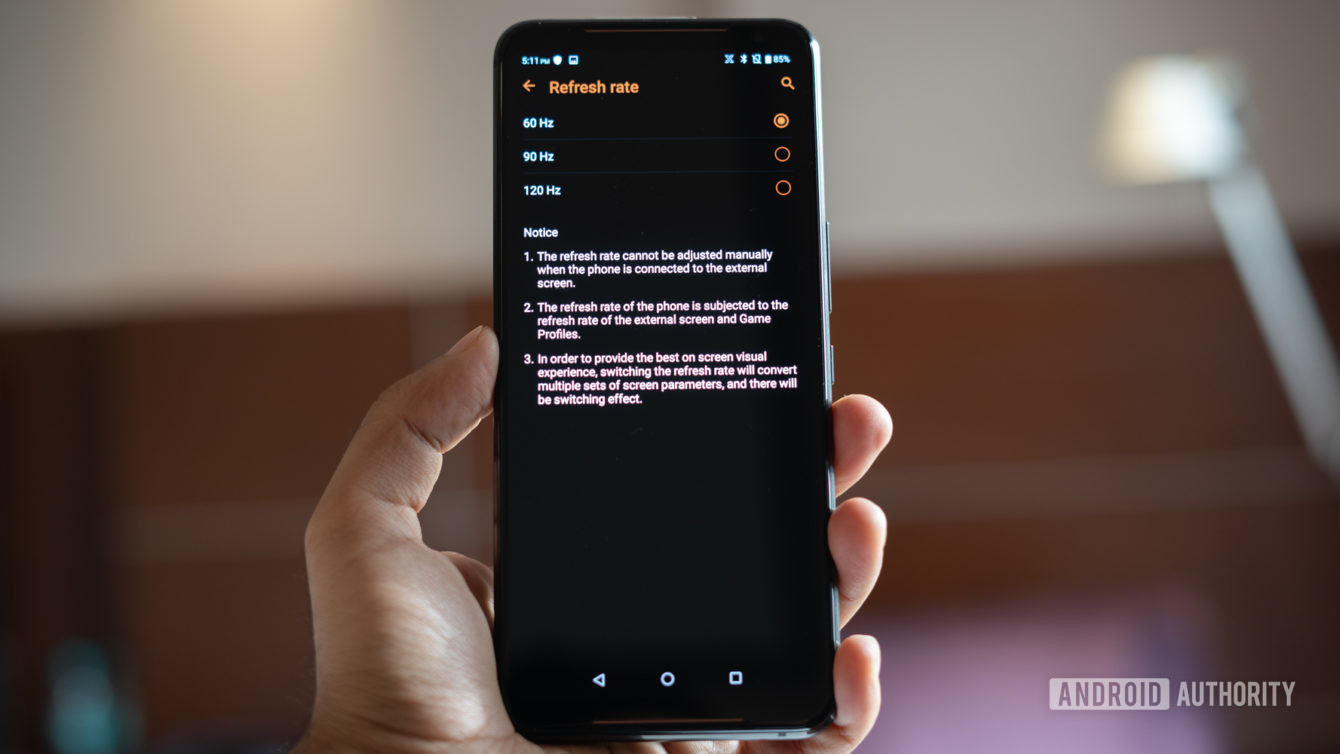 5:11 PM 85%
Refresh rate
60 Hz
90 Hz
120 Hz
Notice
1. The refresh rate cannot be adjusted manually
when the phone is connected to the external
screen.
2. The refresh rate of the phone is subjected to the
refresh rate of the external screen and Game
Profiles.
3. In order to provide the best on screen visual
experience, switching the refresh rate will convert
multiple sets of screen parameters, and there will
be switching effect.
ANDROID AUTHORITY